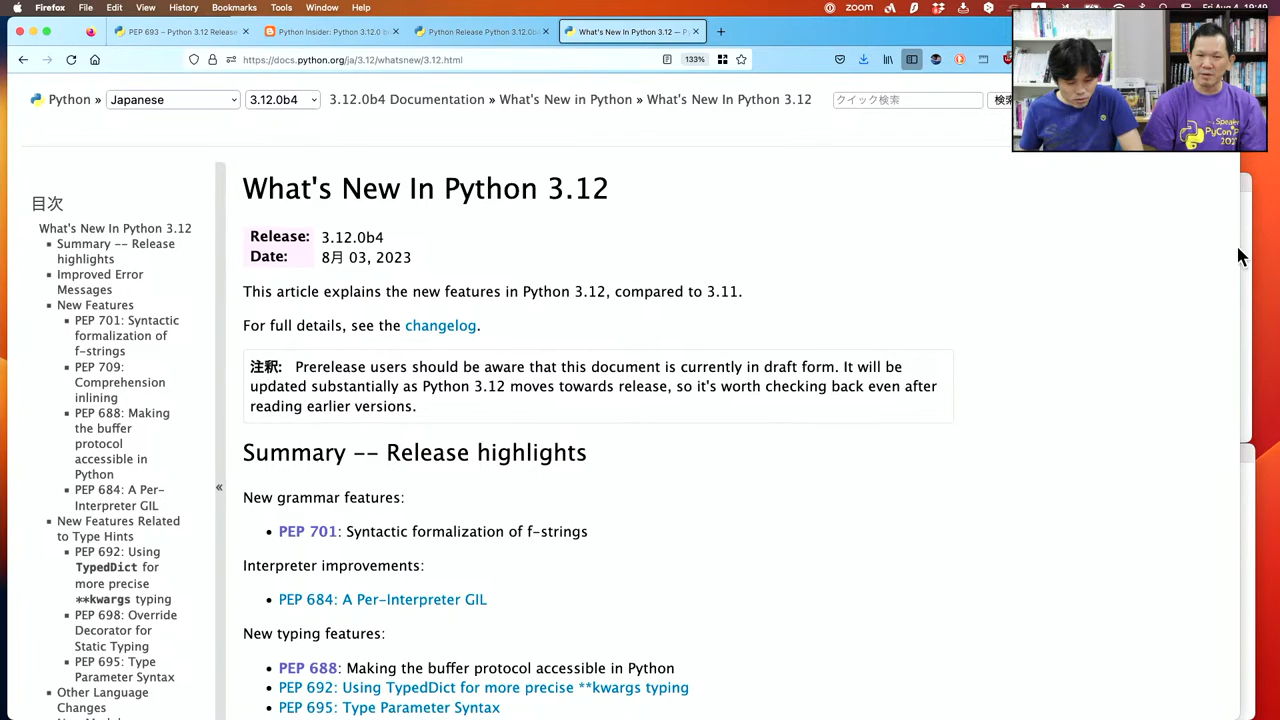 Firefox File Edit View History Bookmarks Tools Window Help zoom Fri Aug 4 19:49
PEP 693 – Python 3.12 Release
Python Insider: Python 3.12.0 b
Python Release Python 3.12.0b
What's New In Python 3.12 — P
https://docs.python.org/ja/3.12/whatsnew/3.12.html
133%
Python » Japanese 3.12.0b4 3.12.0b4 Documentation » What's New in Python » What's New In Python 3.12 クイック検索 検索
Speaker
PyCon
目次
What's New In Python 3.12
Summary -- Release
highlights
Improved Error
Messages
New Features
PEP 701: Syntactic
formalization of
f-strings
PEP 709:
Comprehension
inlining
PEP 688: Making
the buffer
protocol
accessible in
Python
PEP 684: A Per-
Interpreter GIL
New Features Related
to Type Hints
PEP 692: Using
TypedDict for
more precise
**kwargs typing
PEP 698: Override
Decorator for
Static Typing
PEP 695: Type
Parameter Syntax
Other Language
Changes
«
What's New In Python 3.12
Release: 3.12.0b4
Date: 8月 03, 2023
This article explains the new features in Python 3.12, compared to 3.11.
For full details, see the changelog.
注釈: Prerelease users should be aware that this document is currently in draft form. It will be
updated substantially as Python 3.12 moves towards release, so it's worth checking back even after
reading earlier versions.
Summary -- Release highlights
New grammar features:
• PEP 701: Syntactic formalization of f-strings
Interpreter improvements:
• PEP 684: A Per-Interpreter GIL
New typing features:
• PEP 688: Making the buffer protocol accessible in Python
• PEP 692: Using TypedDict for more precise **kwargs typing
• PEP 695: Type Parameter Syntax